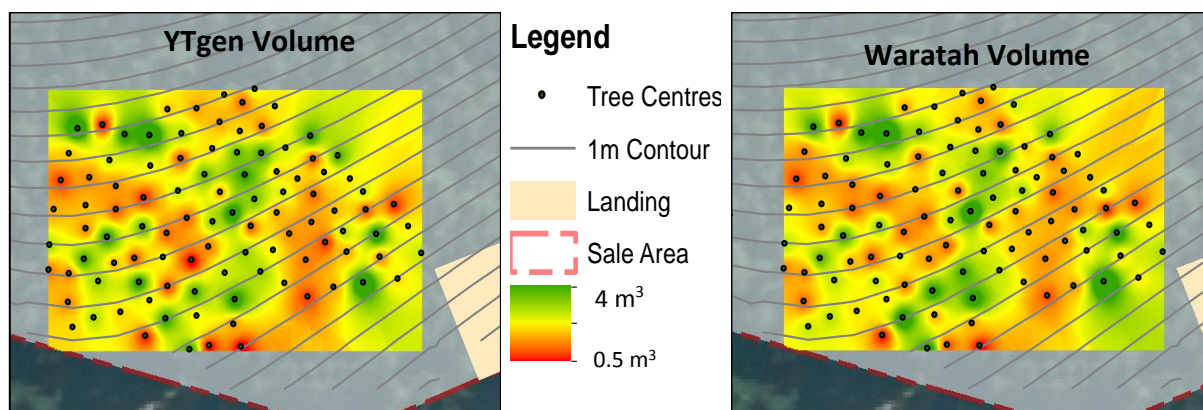 YTgen Volume
Legend
Tree Centres
1m Contour
Landing
Sale Area
4 m³
0.5 m³
Waratah Volume